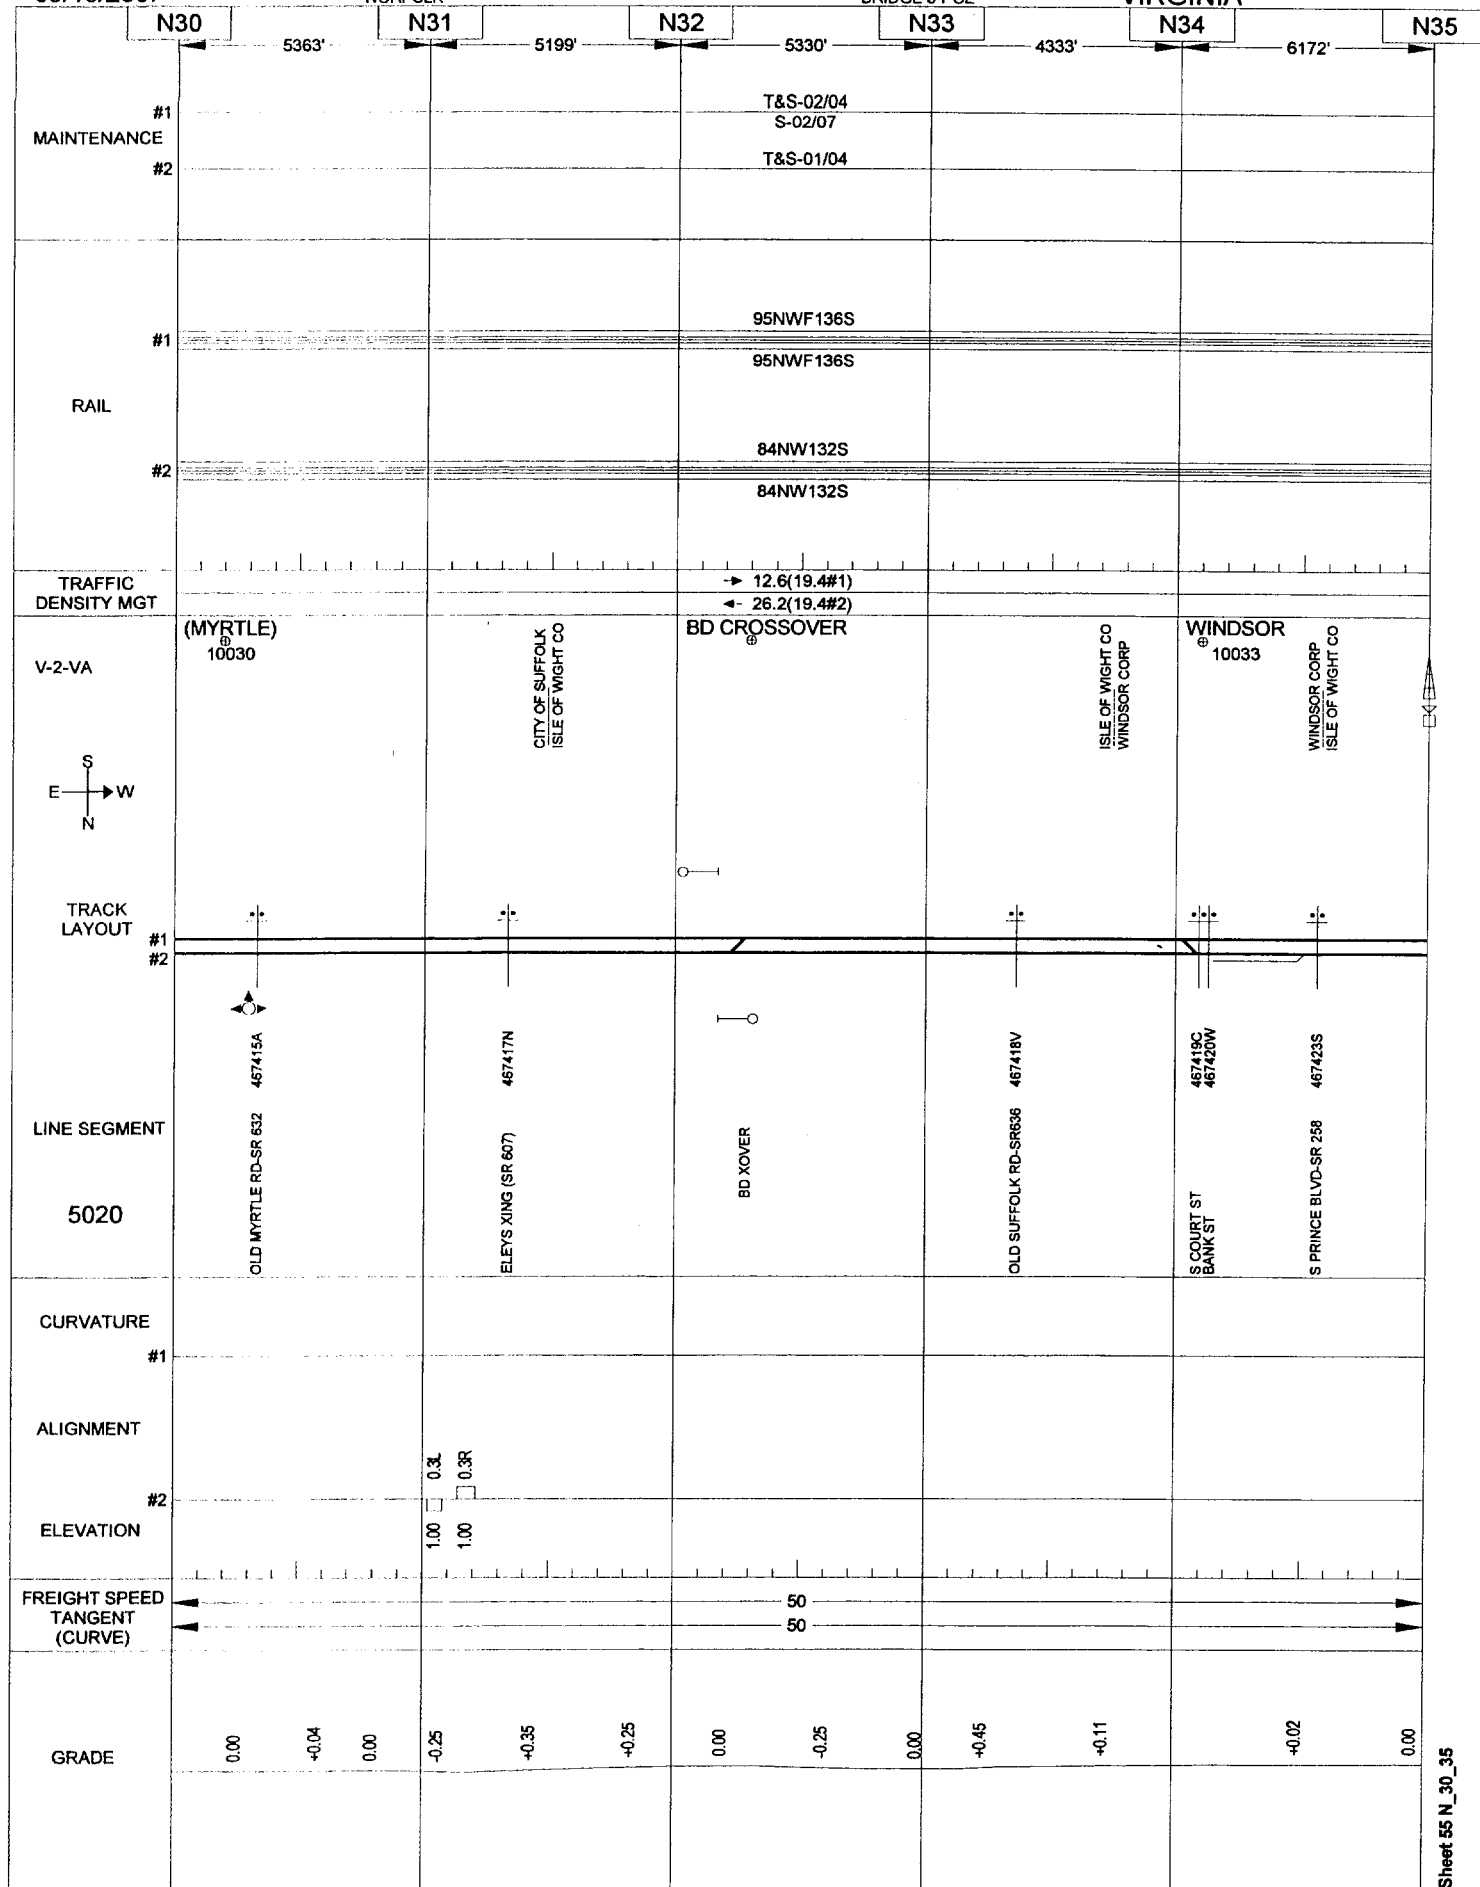 VIRGINIA
N30 N31 N32 N33 N34 N35
5363' 5199' 5330' 4333' 6172'
#1
T&S-02/04
S-02/07
MAINTENANCE
#2
T&S-01/04
#1
95NWF136S
95NWF136S
RAIL
#2
84NW132S
84NW132S
TRAFFIC
DENSITY MGT
12.6(19.4#1)
26.2(19.4#2)
V-2-VA
(MYRTLE)
10030
CITY OF SUFFOLK
ISLE OF WIGHT CO
BD CROSSOVER
ISLE OF WIGHT CO
WINDSOR CORP
WINDSOR
10033
WINDSOR CORP
ISLE OF WIGHT CO
S
E W
N
TRACK
LAYOUT
#1
#2
LINE SEGMENT
5020
OLD MYRTLE RD-SR 632 467415A
ELEYS XING (SR 607) 467417N
BD XOVER
OLD SUFFOLK RD-SR636 467418V
S COURT ST 467419C
BANK ST 467420W
S PRINCE BLVD-SR 258 467423S
CURVATURE
#1
ALIGNMENT
#2
ELEVATION
1.00 0.3L
1.00 0.3R
FREIGHT SPEED
TANGENT
(CURVE)
50
50
GRADE
0.00 +0.04 0.00 -0.25 +0.35 +0.25 0.00 -0.25 0.00 +0.45 +0.11 +0.02 0.00
Sheet 55 N_30_35